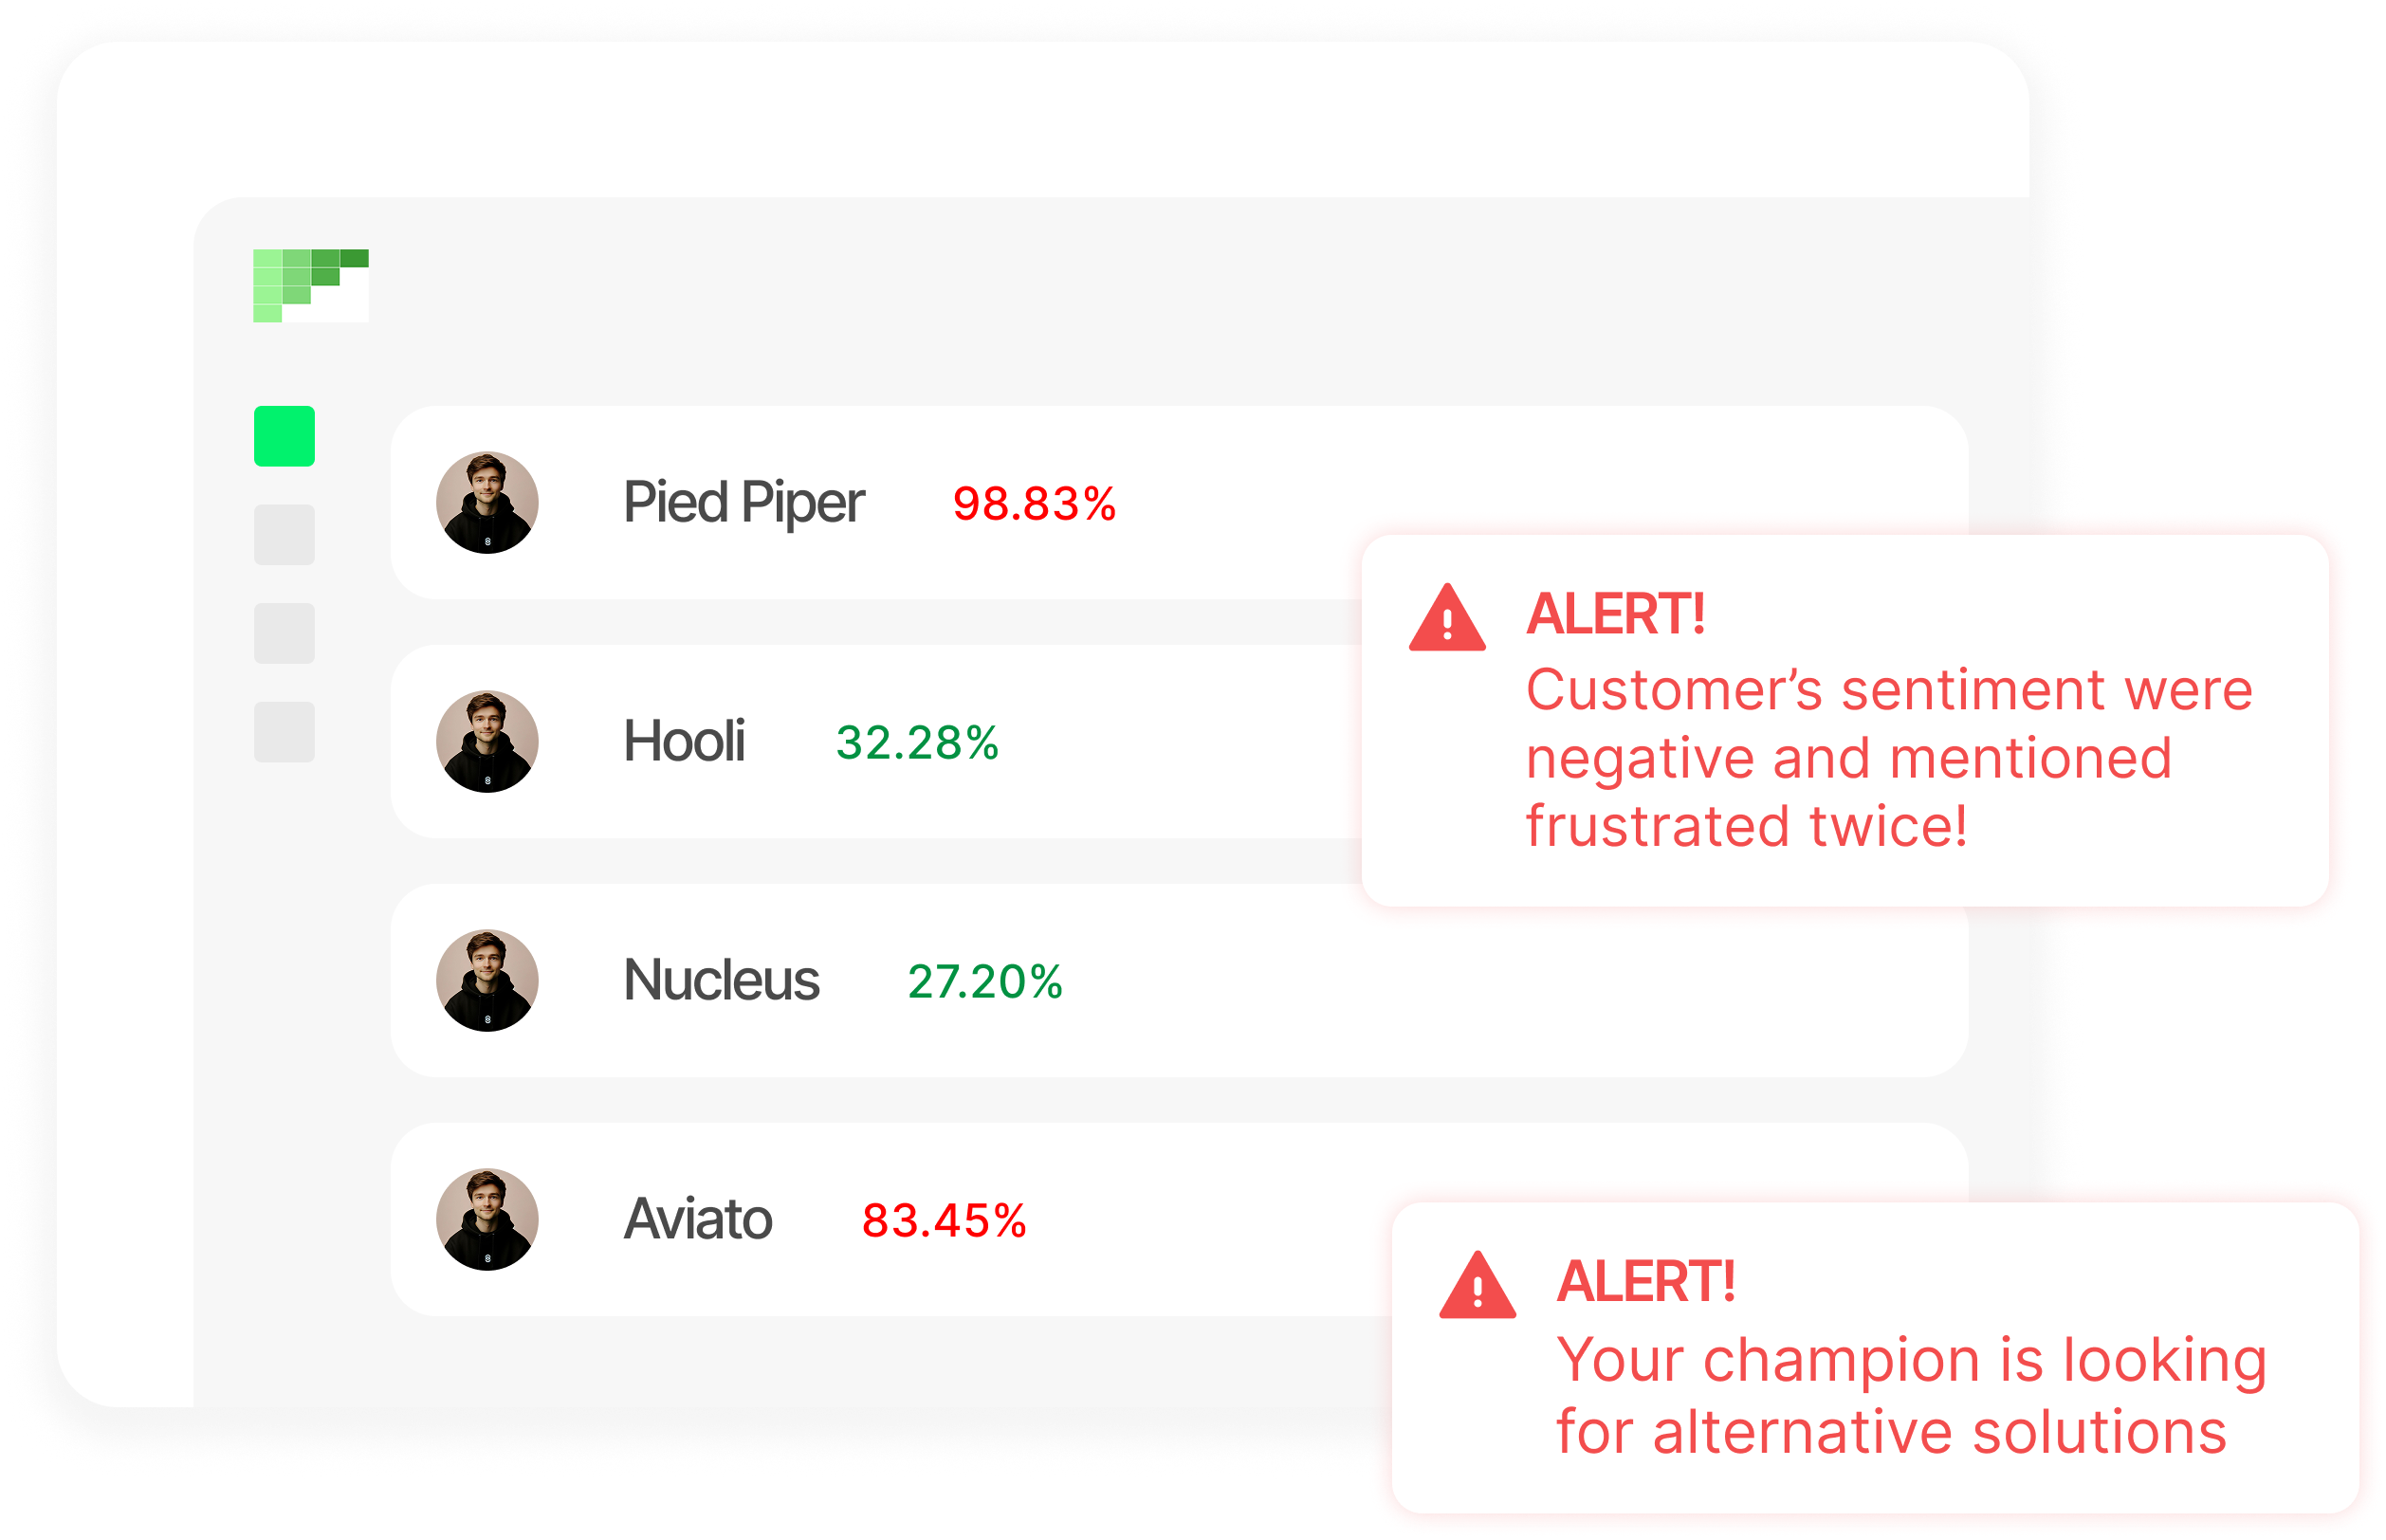 Pied Piper 98.83%
ALERT!
Customer’s sentiment were
negative and mentioned
frustrated twice!
Hooli 32.28%
Nucleus 27.20%
Aviato 83.45%
ALERT!
Your champion is looking
for alternative solutions